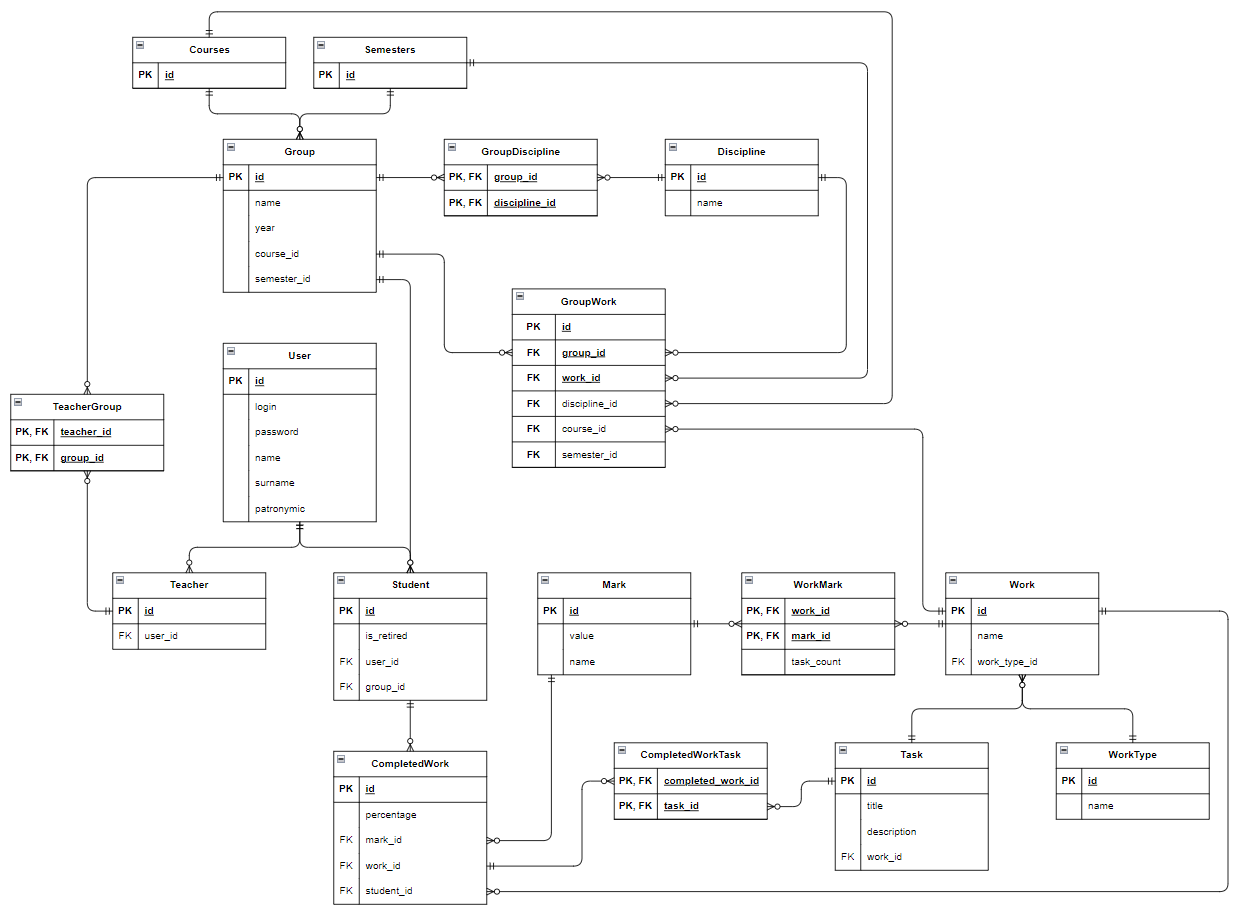 Courses
PK id
Semesters
PK id
Group
PK id
name
year
course_id
semester_id
GroupDiscipline
PK, FK group_id
PK, FK discipline_id
Discipline
PK id
name
GroupWork
PK id
FK group_id
FK work_id
FK discipline_id
FK course_id
FK semester_id
User
PK id
login
password
name
surname
patronymic
TeacherGroup
PK, FK teacher_id
PK, FK group_id
Teacher
PK id
FK user_id
Student
PK id
is_retired
FK user_id
FK group_id
Mark
PK id
value
name
WorkMark
PK, FK work_id
PK, FK mark_id
task_count
Work
PK id
name
FK work_type_id
CompletedWork
PK id
percentage
FK mark_id
FK work_id
FK student_id
CompletedWorkTask
PK, FK completed_work_id
PK, FK task_id
Task
PK id
title
description
FK work_id
WorkType
PK id
name